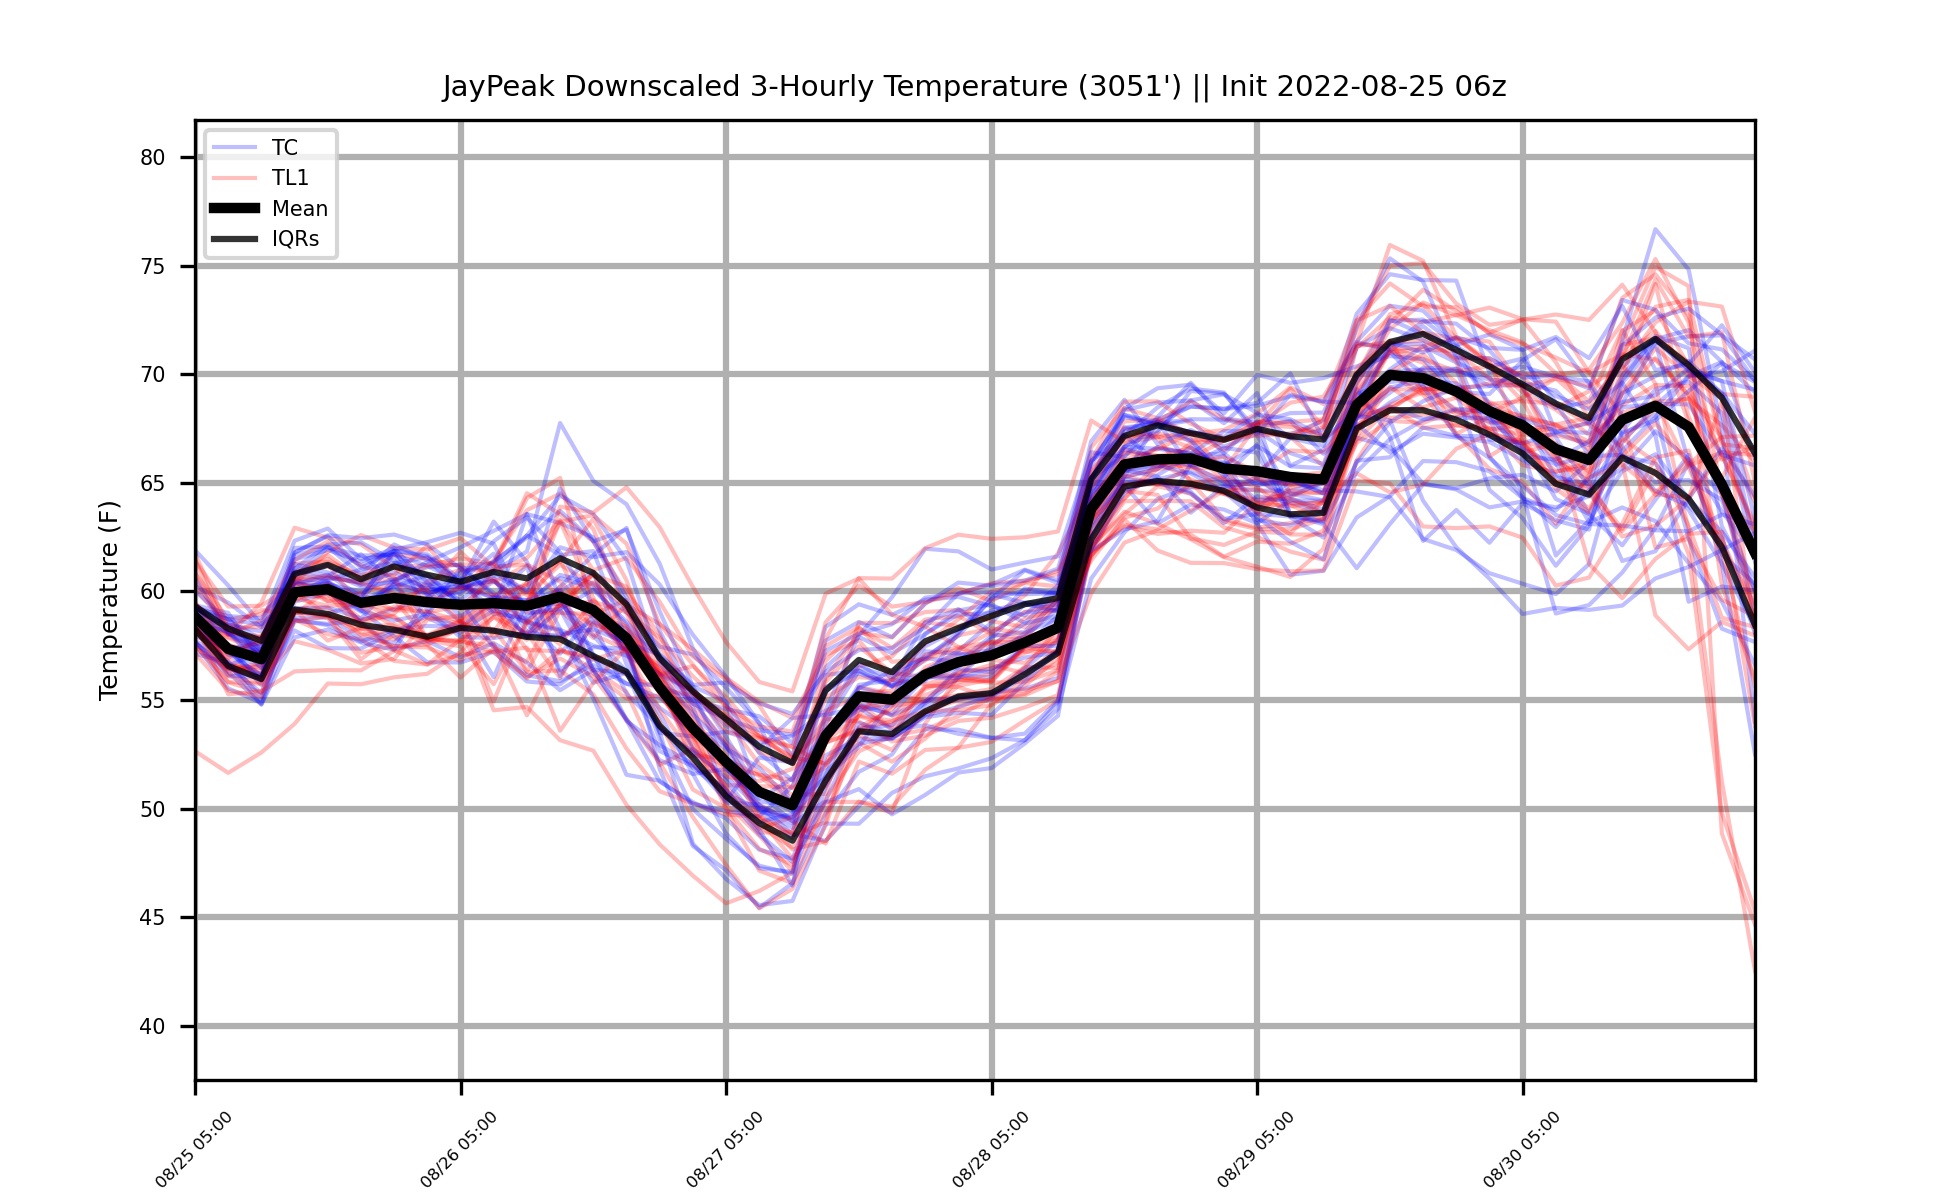 JayPeak Downscaled 3-Hourly Temperature (3051') || Init 2022-08-25 06z
TC
TL1
Mean
IQRs
Temperature (F)
80
75
70
65
60
55
50
45
40
08/25 05:00
08/26 05:00
08/27 05:00
08/28 05:00
08/29 05:00
08/30 05:00